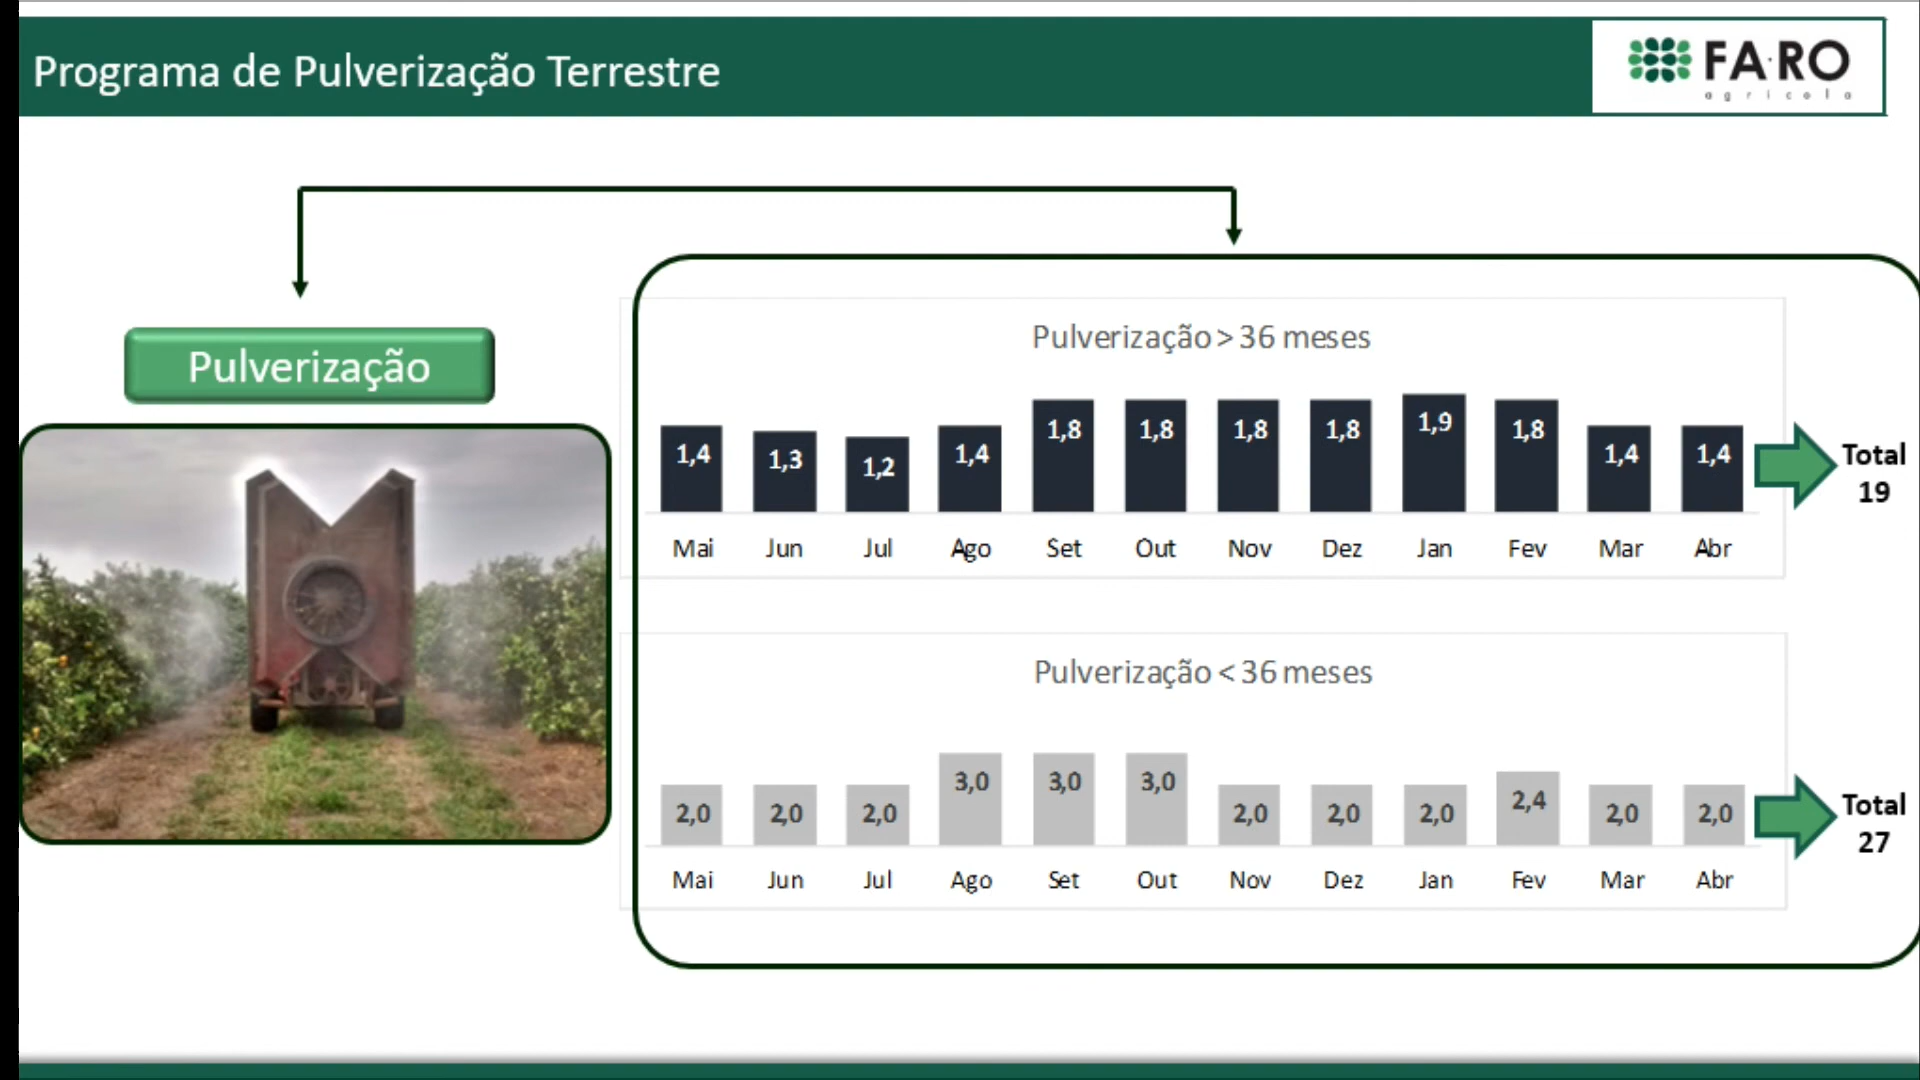 Programa de Pulverização Terrestre
FA·RO
agrícola
Pulverização
Pulverização > 36 meses
1,4 1,3 1,2 1,4 1,8 1,8 1,8 1,8 1,9 1,8 1,4 1,4
Mai Jun Jul Ago Set Out Nov Dez Jan Fev Mar Abr
Total
19
Pulverização < 36 meses
2,0 2,0 2,0 3,0 3,0 3,0 2,0 2,0 2,0 2,4 2,0 2,0
Mai Jun Jul Ago Set Out Nov Dez Jan Fev Mar Abr
Total
27